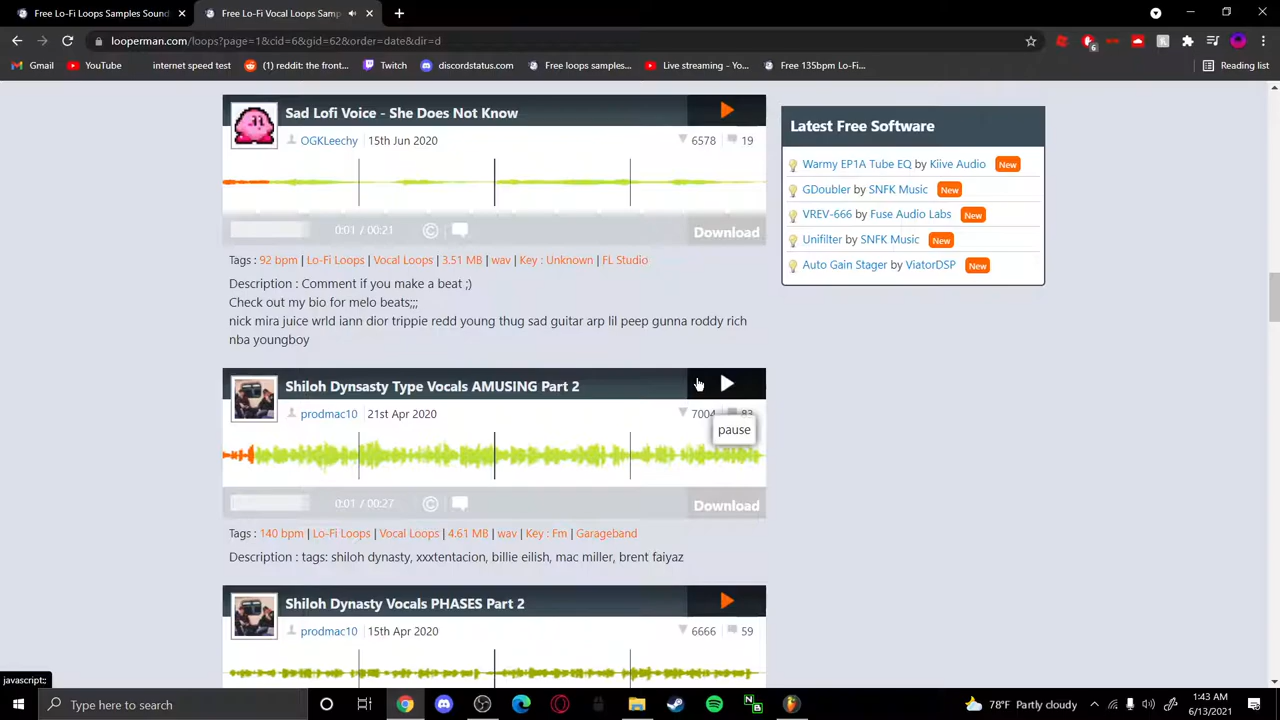 Free Lo-Fi Loops Samples Sound
Free Lo-Fi Vocal Loops Samp
looperman.com/loops?page=1&cid=6&gid=62&order=date&dir=d
6
Gmail
YouTube
internet speed test
reddit: the front...
Twitch
discordstatus.com
Free loops samples...
Live streaming - Yo...
Free 135bpm Lo-Fi...
Reading list
Sad Lofi Voice - She Does Not Know
OGKLeechy 15th Jun 2020 6578 19
0:01 / 00:21 Download
Tags : 92 bpm | Lo-Fi Loops | Vocal Loops | 3.51 MB | wav | Key : Unknown | FL Studio
Description : Comment if you make a beat ;)
Check out my bio for melo beats;;;
nick mira juice wrld iann dior trippie redd young thug sad guitar arp lil peep gunna roddy rich
nba youngboy
Shiloh Dynsasty Type Vocals AMUSING Part 2
prodmac10 21st Apr 2020 7004 83
pause
0:01 / 00:27 Download
Tags : 140 bpm | Lo-Fi Loops | Vocal Loops | 4.61 MB | wav | Key : Fm | Garageband
Description : tags: shiloh dynasty, xxxtentacion, billie eilish, mac miller, brent faiyaz
Shiloh Dynasty Vocals PHASES Part 2
prodmac10 15th Apr 2020 6666 59
Latest Free Software
Warmy EP1A Tube EQ by Kiive Audio New
GDoubler by SNFK Music New
VREV-666 by Fuse Audio Labs New
Unifilter by SNFK Music New
Auto Gain Stager by ViatorDSP New
javascript:;
Type here to search
N
B
78°F Partly cloudy
1:43 AM
6/13/2021